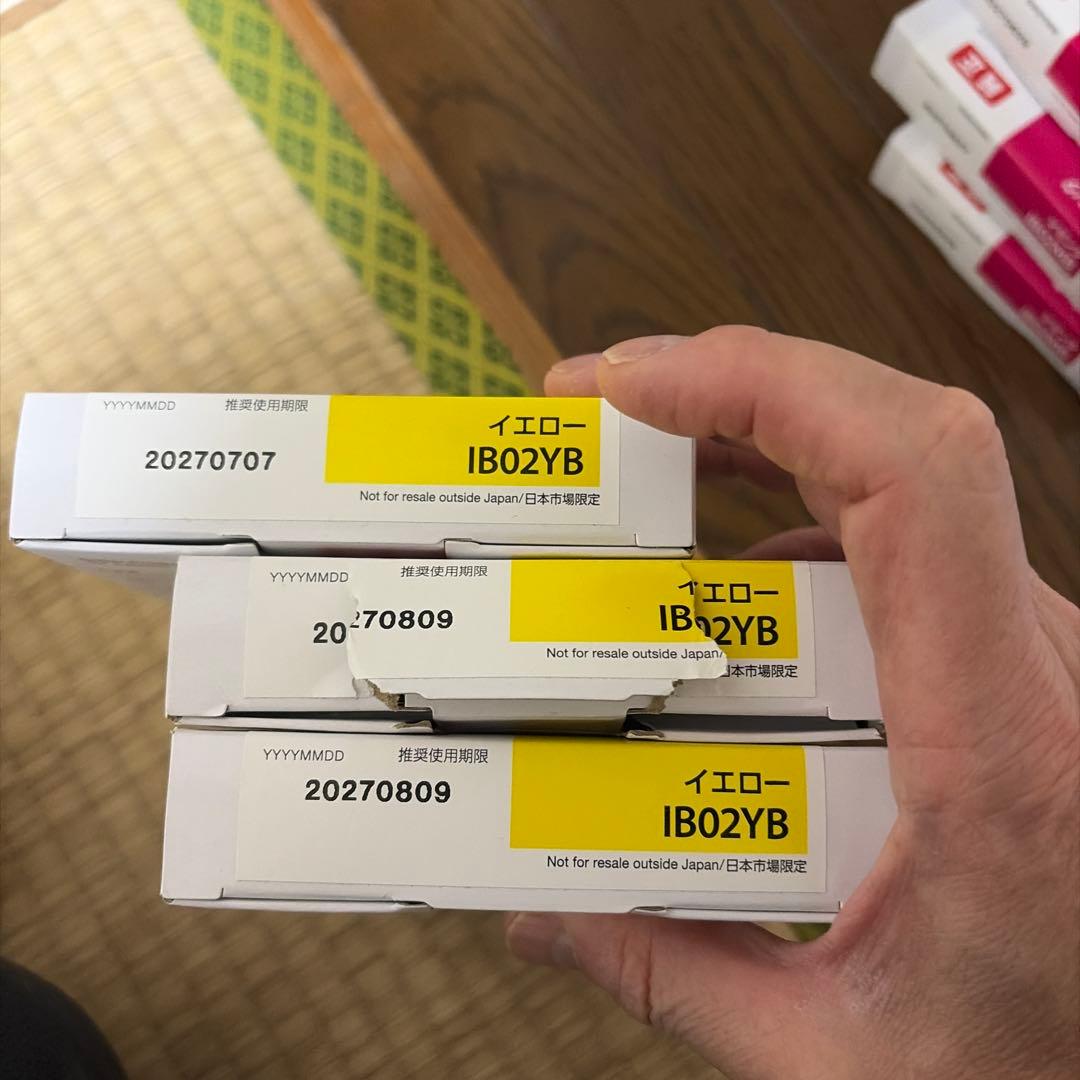 YYYYMMDD 推奨使用期限
20270707
イエロー
IB02YB
Not for resale outside Japan/日本市場限定
YYYYMMDD 推奨使用期限
20270809
イエロー
IB02YB
Not for resale outside Japan/日本市場限定
YYYYMMDD 推奨使用期限
20270809
イエロー
IB02YB
Not for resale outside Japan/日本市場限定
純正